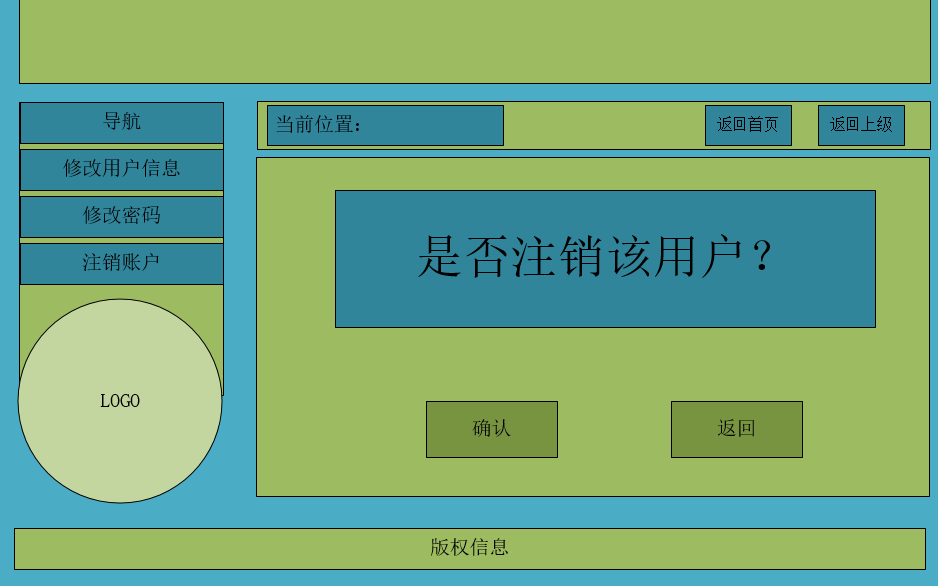 导航
修改用户信息
修改密码
注销账户
LOGO
当前位置：
返回首页
返回上级
是否注销该用户？
确认
返回
版权信息